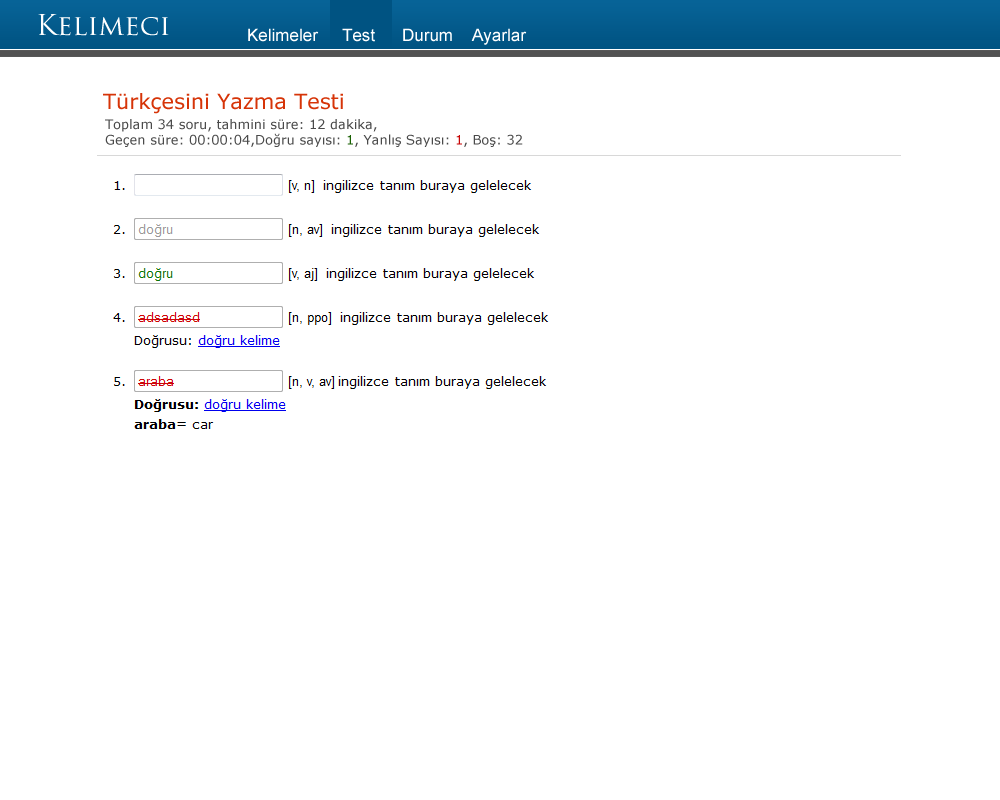 KELIMECI
Kelimeler Test Durum Ayarlar
Türkçesini Yazma Testi
Toplam 34 soru, tahmini süre: 12 dakika,
Geçen süre: 00:00:04,Doğru sayısı: 1, Yanlış Sayısı: 1, Boş: 32
1. [v, n] ingilizce tanım buraya gelelecek
2. doğru [n, av] ingilizce tanım buraya gelelecek
3. doğru [v, aj] ingilizce tanım buraya gelelecek
4. adsadasd [n, ppo] ingilizce tanım buraya gelelecek
Doğrusu: doğru kelime
5. araba [n, v, av] ingilizce tanım buraya gelelecek
Doğrusu: doğru kelime
araba= car